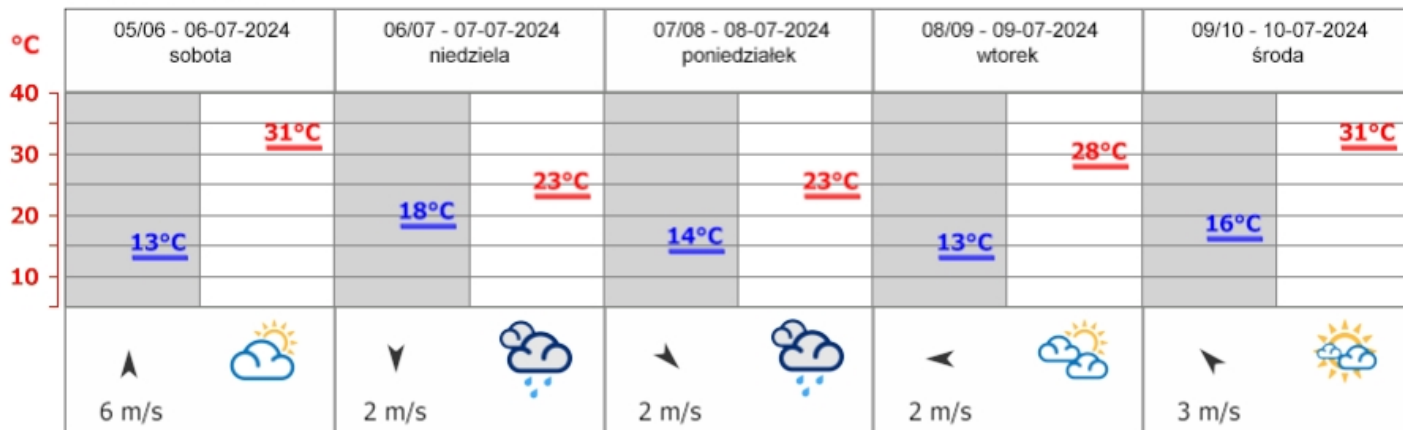 °C
05/06 - 06-07-2024
sobota
06/07 - 07-07-2024
niedziela
07/08 - 08-07-2024
poniedziałek
08/09 - 09-07-2024
wtorek
09/10 - 10-07-2024
środa
40
30
20
10
13°C
31°C
18°C
23°C
14°C
23°C
13°C
28°C
16°C
31°C
6 m/s
2 m/s
2 m/s
2 m/s
3 m/s